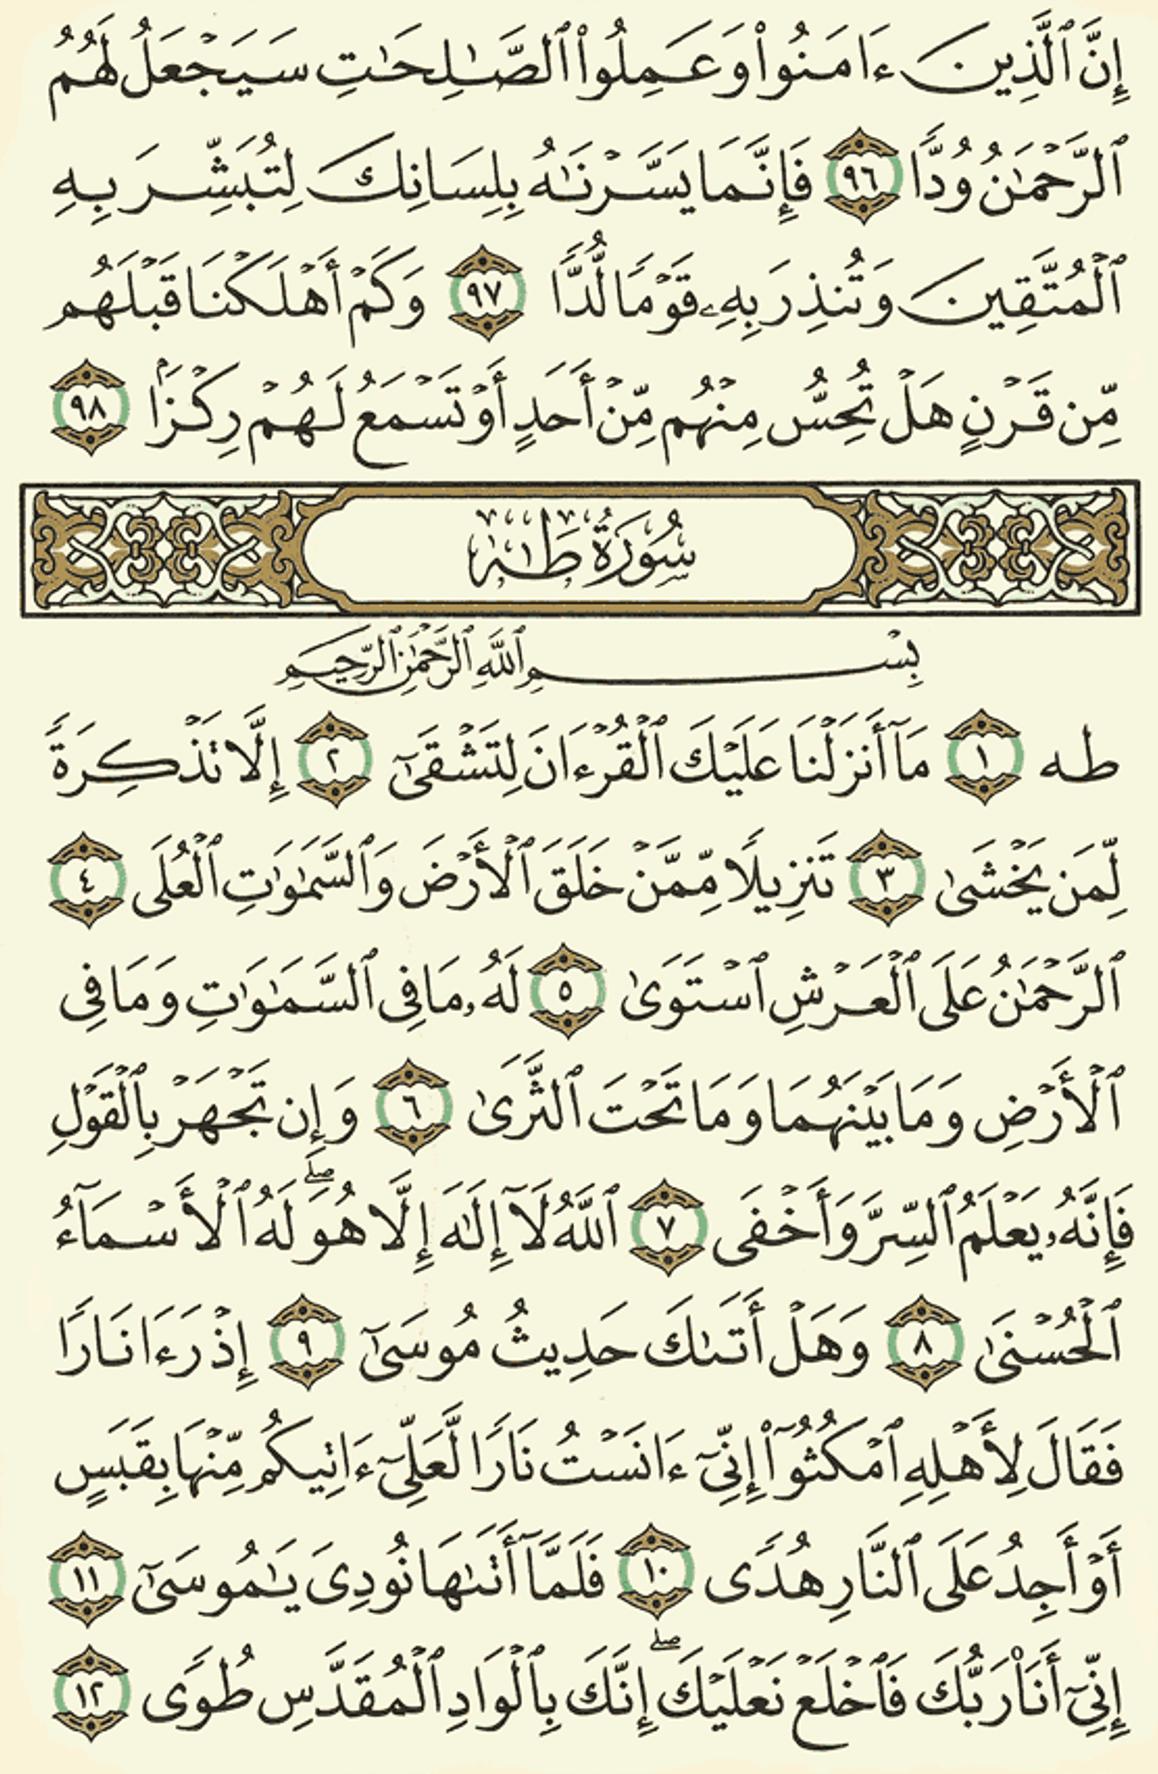 إِنَّ ٱلَّذِينَ ءَامَنُوا۟ وَعَمِلُوا۟ ٱلصَّـٰلِحَـٰتِ سَيَجْعَلُ لَهُمُ
ٱلرَّحْمَـٰنُ وُدًّا ٩٦ فَإِنَّمَا يَسَّرْنَـٰهُ بِلِسَانِكَ لِتُبَشِّرَ بِهِ
ٱلْمُتَّقِينَ وَتُنذِرَ بِهِۦ قَوْمًا لُّدًّا ٩٧ وَكَمْ أَهْلَكْنَا قَبْلَهُم
مِّن قَرْنٍ هَلْ تُحِسُّ مِنْهُم مِّنْ أَحَدٍ أَوْ تَسْمَعُ لَهُمْ رِكْزًۢا ٩٨
سُورَةُ طه
بِسْمِ ٱللَّهِ ٱلرَّحْمَـٰنِ ٱلرَّحِيمِ
طه ١ مَآ أَنزَلْنَا عَلَيْكَ ٱلْقُرْءَانَ لِتَشْقَىٰٓ ٢ إِلَّا تَذْكِرَةً
لِّمَن يَخْشَىٰ ٣ تَنزِيلًا مِّمَّنْ خَلَقَ ٱلْأَرْضَ وَٱلسَّمَـٰوَٰتِ ٱلْعُلَى ٤
ٱلرَّحْمَـٰنُ عَلَى ٱلْعَرْشِ ٱسْتَوَىٰ ٥ لَهُۥ مَا فِى ٱلسَّمَـٰوَٰتِ وَمَا فِى
ٱلْأَرْضِ وَمَا بَيْنَهُمَا وَمَا تَحْتَ ٱلثَّرَىٰ ٦ وَإِن تَجْهَرْ بِٱلْقَوْلِ
فَإِنَّهُۥ يَعْلَمُ ٱلسِّرَّ وَأَخْفَى ٧ ٱللَّهُ لَآ إِلَـٰهَ إِلَّا هُوَ ۖ لَهُ ٱلْأَسْمَآءُ
ٱلْحُسْنَىٰ ٨ وَهَلْ أَتَىٰكَ حَدِيثُ مُوسَىٰٓ ٩ إِذْ رَءَا نَارًا
فَقَالَ لِأَهْلِهِ ٱمْكُثُوٓا۟ إِنِّىٓ ءَانَسْتُ نَارًا لَّعَلِّىٓ ءَاتِيكُم مِّنْهَا بِقَبَسٍ
أَوْ أَجِدُ عَلَى ٱلنَّارِ هُدًى ١٠ فَلَمَّآ أَتَىٰهَا نُودِىَ يَـٰمُوسَىٰٓ ١١
إِنِّىٓ أَنَا۠ رَبُّكَ فَٱخْلَعْ نَعْلَيْكَ ۖ إِنَّكَ بِٱلْوَادِ ٱلْمُقَدَّسِ طُوًى ١٢